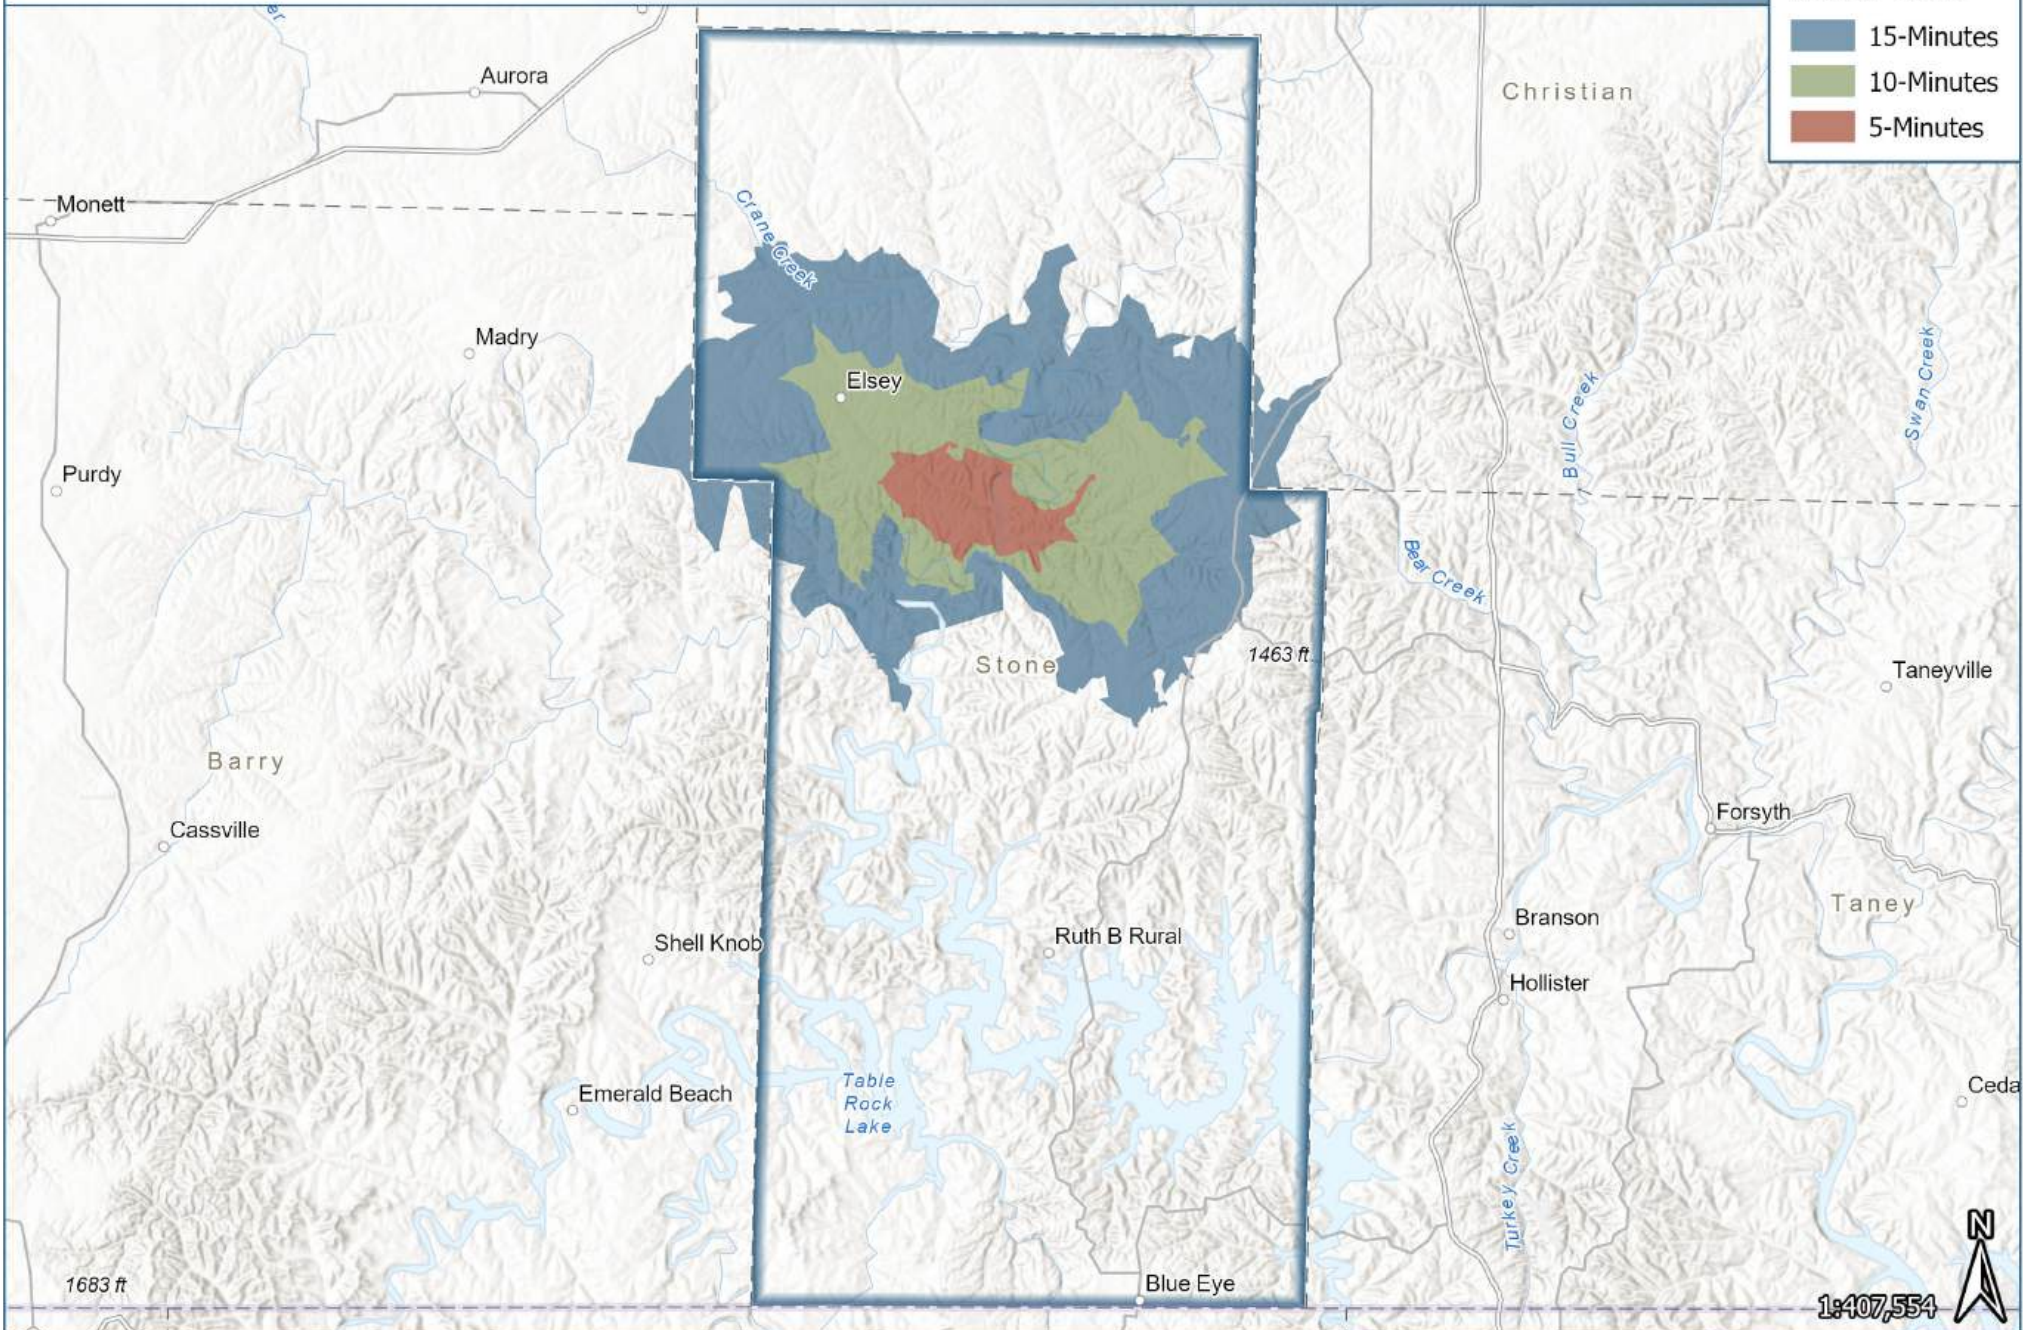 er
15-Minutes
Aurora
Christian
10-Minutes
5-Minutes
Monett
Crane Creek
Madry
Elsey
Swan Creek
Bull Creek
Purdy
Bear Creek
Stone
1463 ft
Taneyville
Barry
Forsyth
Cassville
Taney
Branson
Shell Knob
Ruth B Rural
Hollister
Table
Rock
Lake
Emerald Beach
Ceda
Turkey Creek
N
1683 ft
Blue Eye
1:407,554